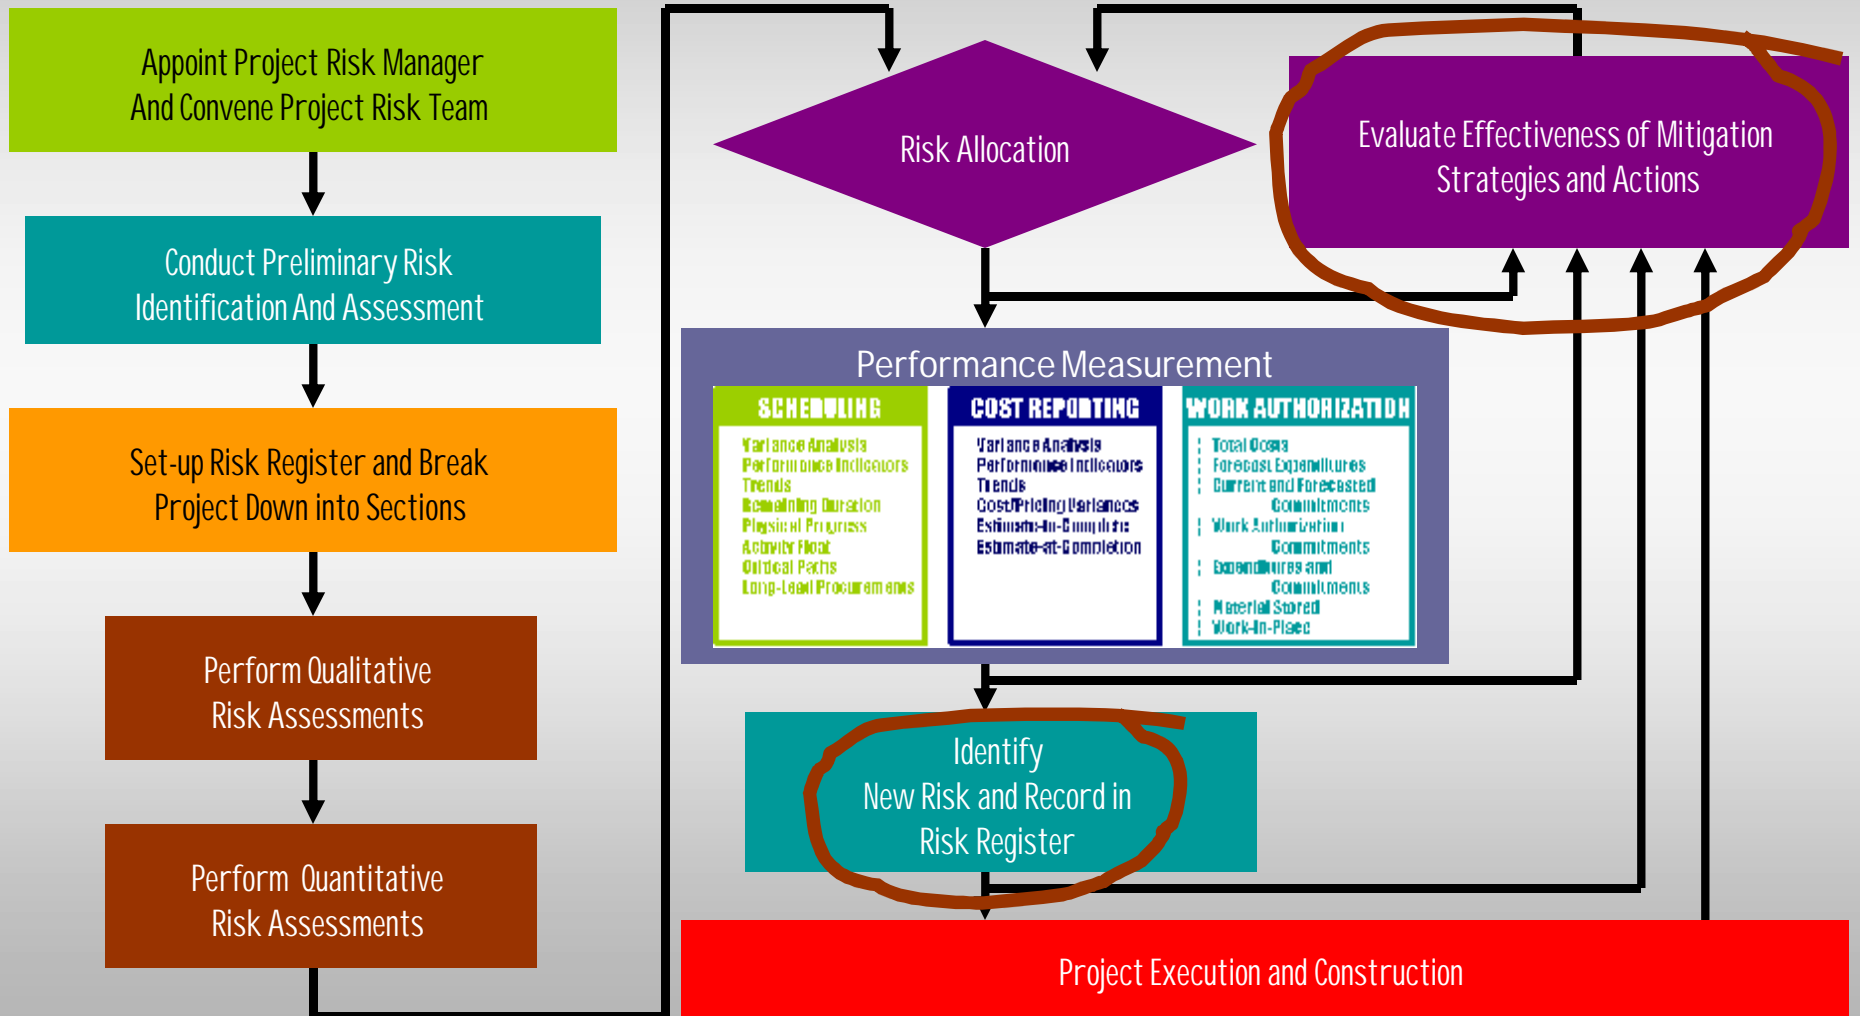 Appoint Project Risk Manager
And Convene Project Risk Team
Conduct Preliminary Risk
Identification And Assessment
Set-up Risk Register and Break
Project Down into Sections
Perform Qualitative
Risk Assessments
Perform Quantitative
Risk Assessments
Risk Allocation
Evaluate Effectiveness of Mitigation
Strategies and Actions
Performance Measurement
SCHEDULING
Variance Analysis
Performance Indicators
Trends
Remaining Duration
Physical Progress
Activity Float
Critical Paths
Long-Lead Procurements
COST REPORTING
Variance Analysis
Performance Indicators
Trends
Cost/Pricing Variances
Estimate-to-Complete
Estimate-at-Completion
WORK AUTHORIZATION
Total Costs
Forecast Expenditures
Current and Forecasted
Commitments
Work Authorization
Commitments
Expenditures and
Commitments
Material Stored
Work-In-Place
Identify
New Risk and Record in
Risk Register
Project Execution and Construction